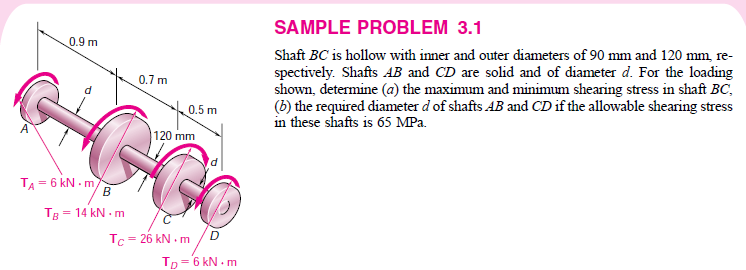 SAMPLE PROBLEM 3.1
Shaft BC is hollow with inner and outer diameters of 90 mm and 120 mm, re-
spectively. Shafts AB and CD are solid and of diameter d. For the loading
shown, determine (a) the maximum and minimum shearing stress in shaft BC,
(b) the required diameter d of shafts AB and CD if the allowable shearing stress
in these shafts is 65 MPa.
0.9 m
0.7 m
0.5 m
d
120 mm
d
A
TA = 6 kN · m
B
TB = 14 kN · m
C
TC = 26 kN · m
D
TD = 6 kN · m